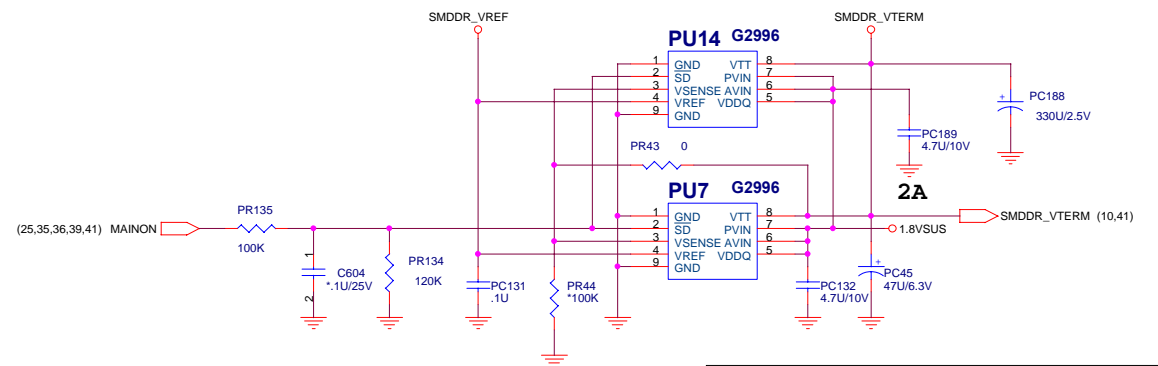 SMDDR_VREF
SMDDR_VTERM
PU14 G2996
1 GND VTT 8
2 SD PVIN 7
3 VSENSE AVIN 6
4 VREF VDDQ 5
9 GND
PC188
330U/2.5V
PC189
4.7U/10V
PR43 0
2A
PU7 G2996
1 GND VTT 8
2 SD PVIN 7
3 VSENSE AVIN 6
4 VREF VDDQ 5
9 GND
SMDDR_VTERM (10,41)
1.8VSUS
(25,35,36,39,41) MAINON
PR135
100K
1
C604
*.1U/25V
2
PR134
120K
PC131
.1U
PR44
*100K
PC132
4.7U/10V
PC45
47U/6.3V
+
+